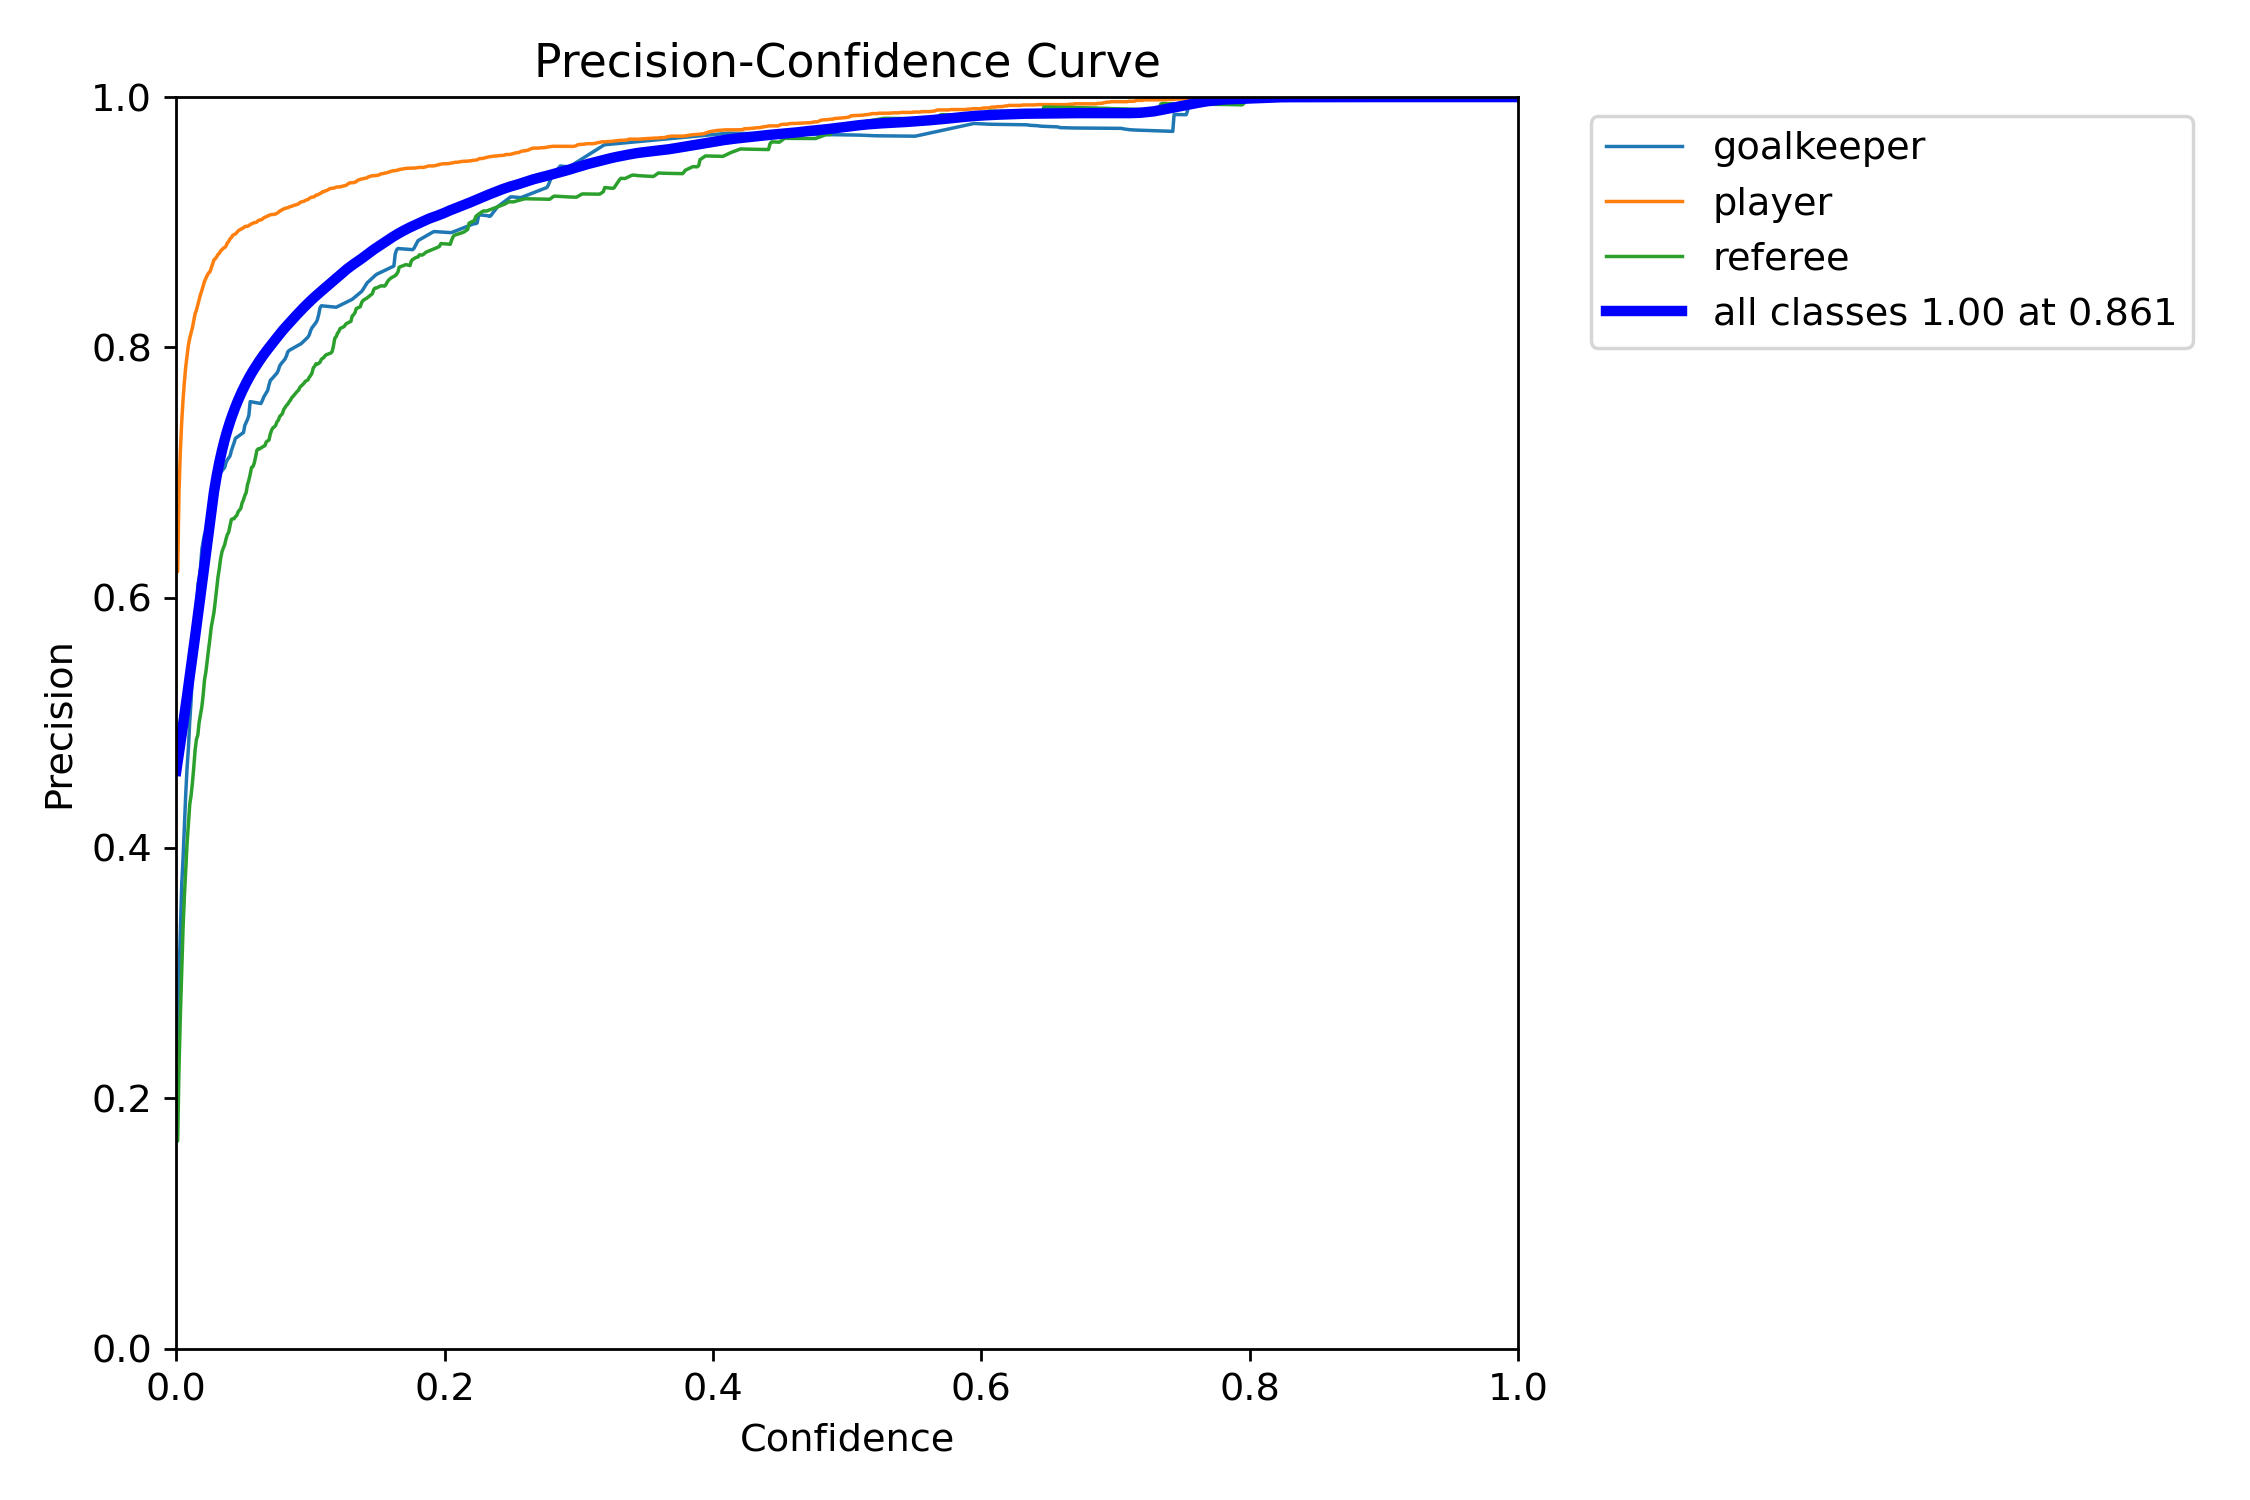 Precision-Confidence Curve
1.0
0.8
0.6
0.4
0.2
0.0
Precision
0.0 0.2 0.4 0.6 0.8 1.0
Confidence
goalkeeper
player
referee
all classes 1.00 at 0.861